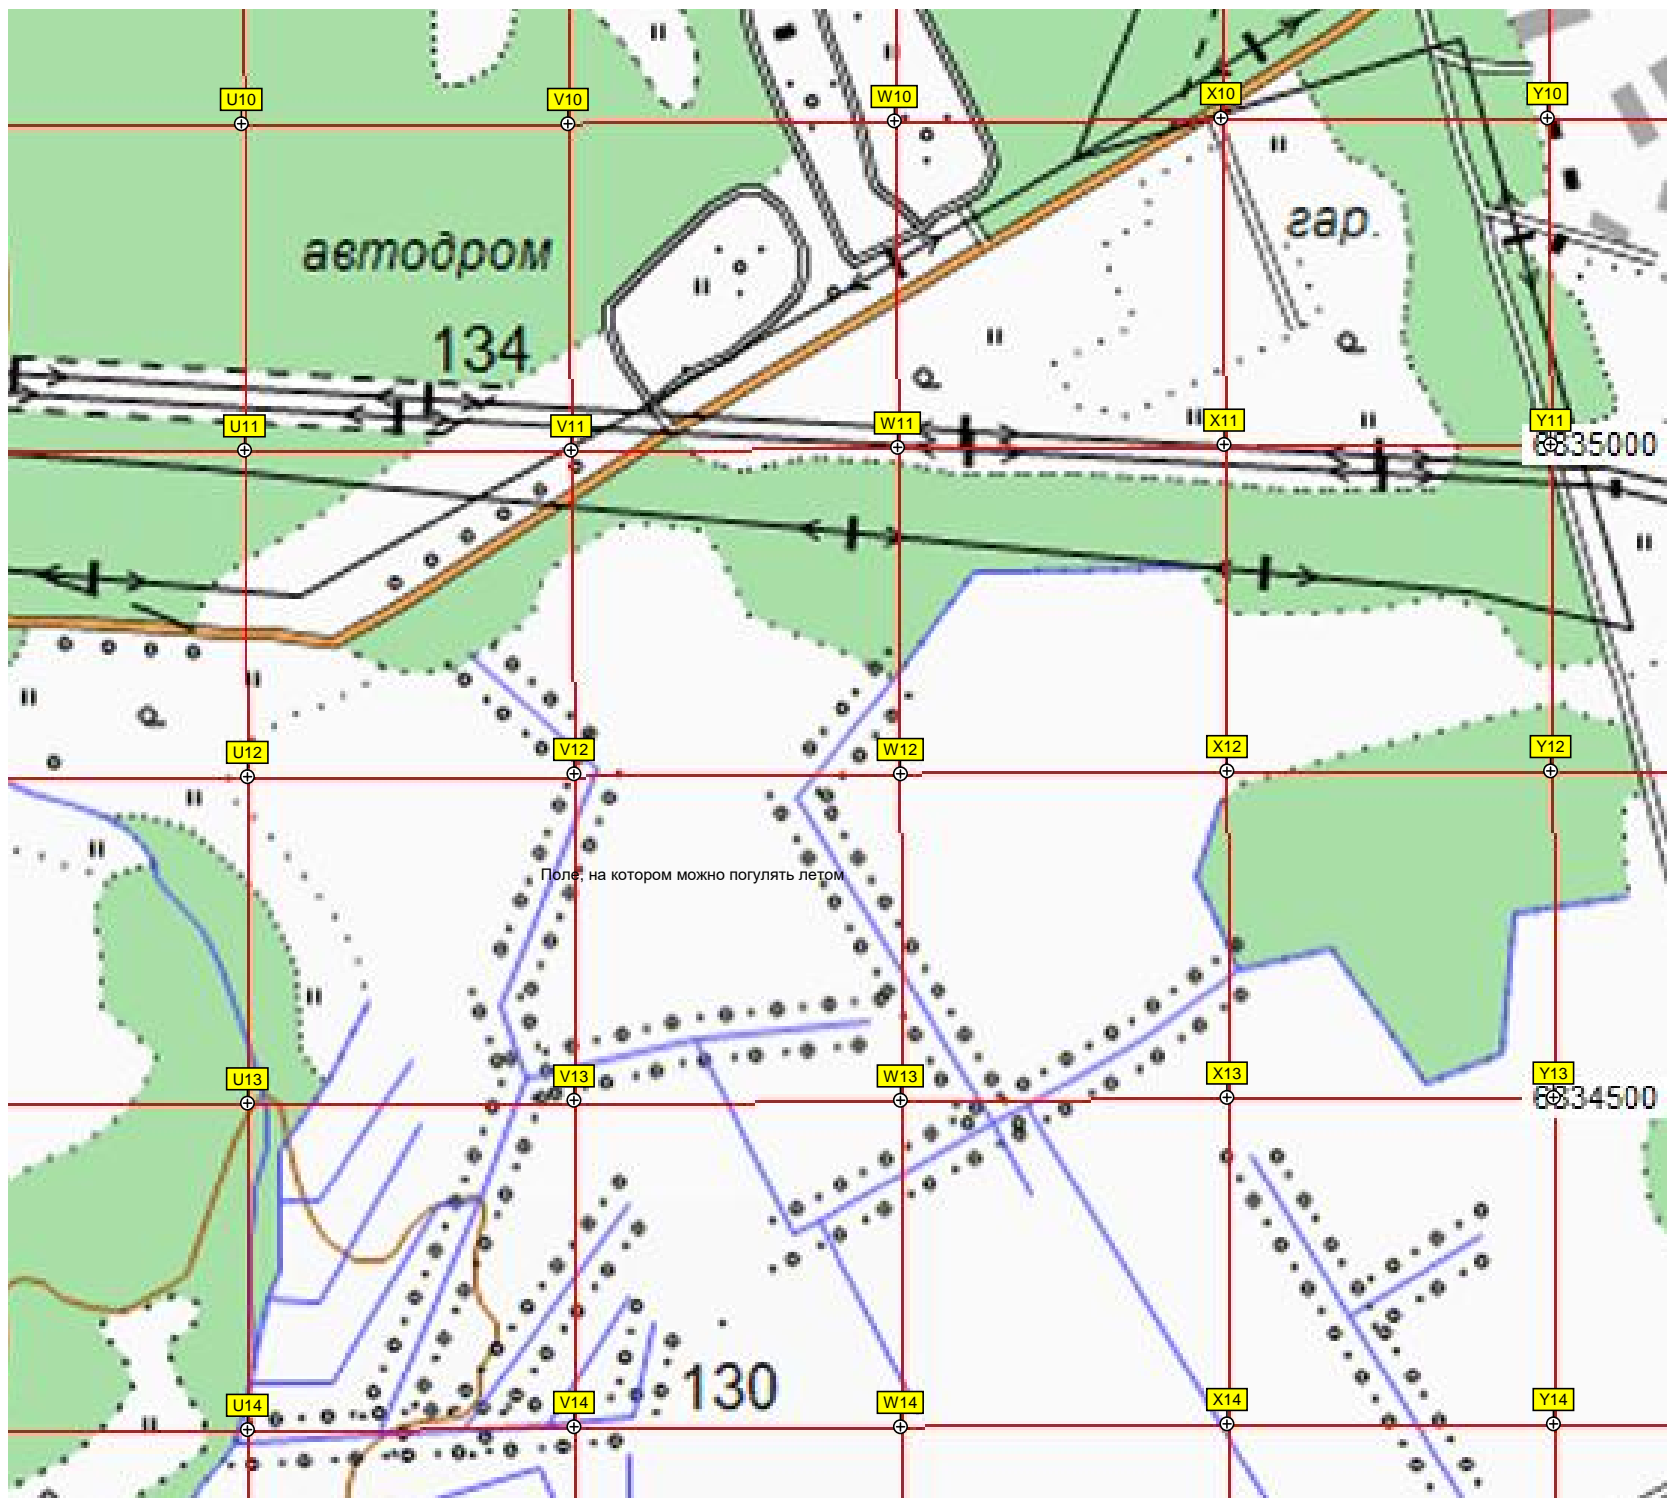 U10
V10
W10
X10
Y10
автодром
гар.
134
U11
V11
W11
X11
Y11
6835000
U12
V12
W12
X12
Y12
Поле, на котором можно погулять летом
U13
V13
W13
X13
Y13
6834500
130
U14
V14
W14
X14
Y14